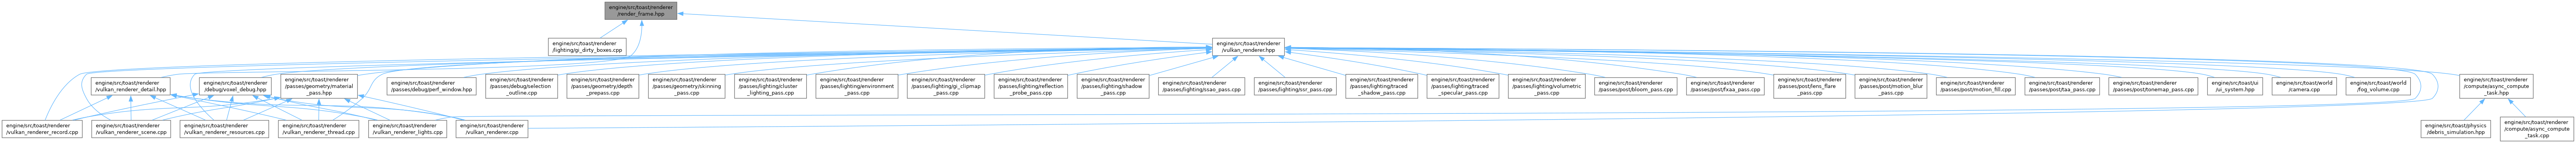 engine/src/toast/renderer
/render_frame.hpp
engine/src/toast/renderer
/lighting/gi_dirty_boxes.cpp
engine/src/toast/renderer
/vulkan_renderer.hpp
engine/src/toast/renderer
/vulkan_renderer_detail.hpp
engine/src/toast/renderer
/debug/voxel_debug.hpp
engine/src/toast/renderer
/passes/geometry/material
_pass.hpp
engine/src/toast/renderer
/passes/debug/perf_window.hpp
engine/src/toast/renderer
/passes/debug/selection
_outline.cpp
engine/src/toast/renderer
/passes/geometry/depth
_prepass.cpp
engine/src/toast/renderer
/passes/geometry/skinning
_pass.cpp
engine/src/toast/renderer
/passes/lighting/cluster
_lighting_pass.cpp
engine/src/toast/renderer
/passes/lighting/environment
_pass.cpp
engine/src/toast/renderer
/passes/lighting/gi_clipmap
_pass.cpp
engine/src/toast/renderer
/passes/lighting/reflection
_probe_pass.cpp
engine/src/toast/renderer
/passes/lighting/shadow
_pass.cpp
engine/src/toast/renderer
/passes/lighting/ssao_pass.cpp
engine/src/toast/renderer
/passes/lighting/ssr_pass.cpp
engine/src/toast/renderer
/passes/lighting/traced
_shadow_pass.cpp
engine/src/toast/renderer
/passes/lighting/traced
_specular_pass.cpp
engine/src/toast/renderer
/passes/lighting/volumetric
_pass.cpp
engine/src/toast/renderer
/passes/post/bloom_pass.cpp
engine/src/toast/renderer
/passes/post/fxaa_pass.cpp
engine/src/toast/renderer
/passes/post/lens_flare
_pass.cpp
engine/src/toast/renderer
/passes/post/motion_blur
_pass.cpp
engine/src/toast/renderer
/passes/post/motion_fill.cpp
engine/src/toast/renderer
/passes/post/taa_pass.cpp
engine/src/toast/renderer
/passes/post/tonemap_pass.cpp
engine/src/toast/ui
/ui_system.hpp
engine/src/toast/world
/camera.cpp
engine/src/toast/world
/fog_volume.cpp
engine/src/toast/renderer
/compute/async_compute
_task.hpp
engine/src/toast/renderer
/vulkan_renderer_record.cpp
engine/src/toast/renderer
/vulkan_renderer_scene.cpp
engine/src/toast/renderer
/vulkan_renderer_resources.cpp
engine/src/toast/renderer
/vulkan_renderer_thread.cpp
engine/src/toast/renderer
/vulkan_renderer_lights.cpp
engine/src/toast/renderer
/vulkan_renderer.cpp
engine/src/toast/physics
/debris_simulation.hpp
engine/src/toast/renderer
/compute/async_compute
_task.cpp